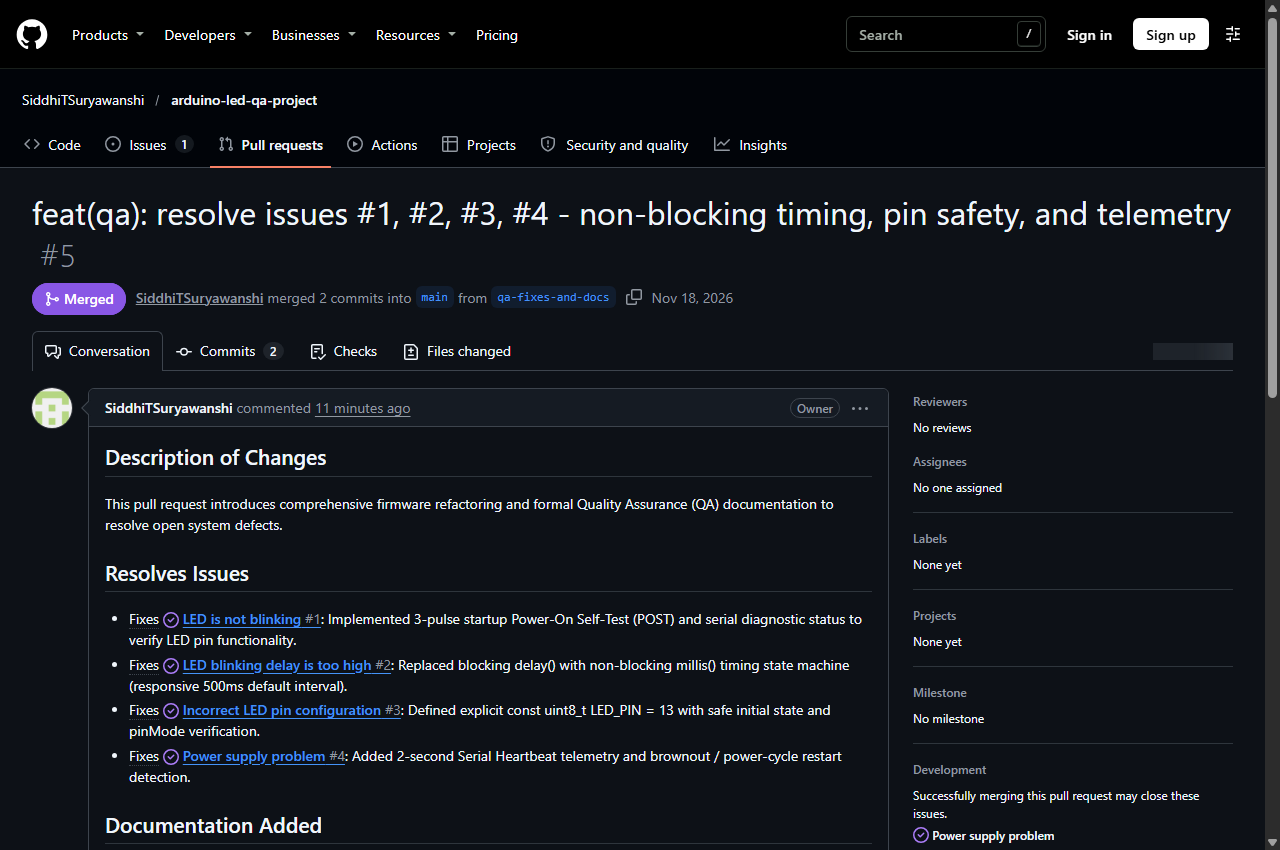 Products Developers Businesses Resources Pricing Search / Sign in Sign up
SiddhiTSuryawanshi / arduino-led-qa-project
Code Issues 1 Pull requests Actions Projects Security and quality Insights
feat(qa): resolve issues #1, #2, #3, #4 - non-blocking timing, pin safety, and telemetry
#5
Merged SiddhiTSuryawanshi merged 2 commits into main from qa-fixes-and-docs Nov 18, 2026
Conversation Commits 2 Checks Files changed
SiddhiTSuryawanshi commented 11 minutes ago Owner
Description of Changes
This pull request introduces comprehensive firmware refactoring and formal Quality Assurance (QA) documentation to
resolve open system defects.
Resolves Issues
Fixes LED is not blinking #1: Implemented 3-pulse startup Power-On Self-Test (POST) and serial diagnostic status to
verify LED pin functionality.
Fixes LED blinking delay is too high #2: Replaced blocking delay() with non-blocking millis() timing state machine
(responsive 500ms default interval).
Fixes Incorrect LED pin configuration #3: Defined explicit const uint8_t LED_PIN = 13 with safe initial state and
pinMode verification.
Fixes Power supply problem #4: Added 2-second Serial Heartbeat telemetry and brownout / power-cycle restart
detection.
Documentation Added
Reviewers
No reviews
Assignees
No one assigned
Labels
None yet
Projects
None yet
Milestone
No milestone
Development
Successfully merging this pull request may close these
issues.
Power supply problem